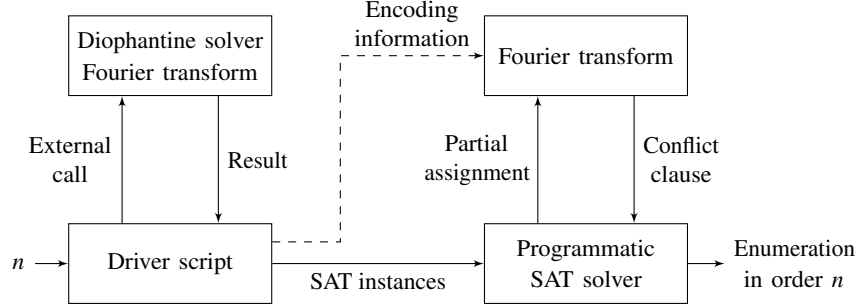 Diophantine solver
Fourier transform
Encoding
information
Fourier transform
External
call
Result
Partial
assignment
Conflict
clause
n
Driver script
SAT instances
Programmatic
SAT solver
Enumeration
in order n